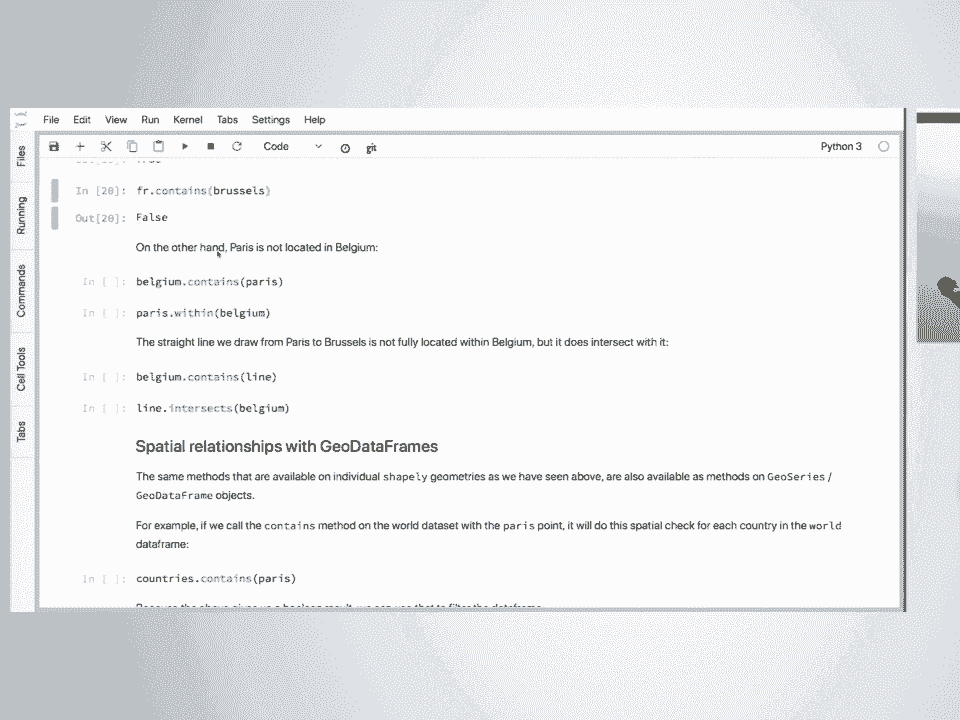 File Edit View Run Kernel Tabs Settings Help
Code
git
Python 3
Files
Running
Commands
Cell Tools
Tabs
In [20]: fr.contains(brussels)
Out[20]: False
On the other hand, Paris is not located in Belgium:
In [ ]: belgium.contains(paris)
In [ ]: paris.within(belgium)
The straight line we draw from Paris to Brussels is not fully located within Belgium, but it does intersect with it:
In [ ]: belgium.contains(line)
In [ ]: line.intersects(belgium)
Spatial relationships with GeoDataFrames
The same methods that are available on individual shapely geometries as we have seen above, are also available as methods on GeoSeries /
GeoDataFrame objects.
For example, if we call the contains method on the world dataset with the paris point, it will do this spatial check for each country in the world
dataframe:
In [ ]: countries.contains(paris)